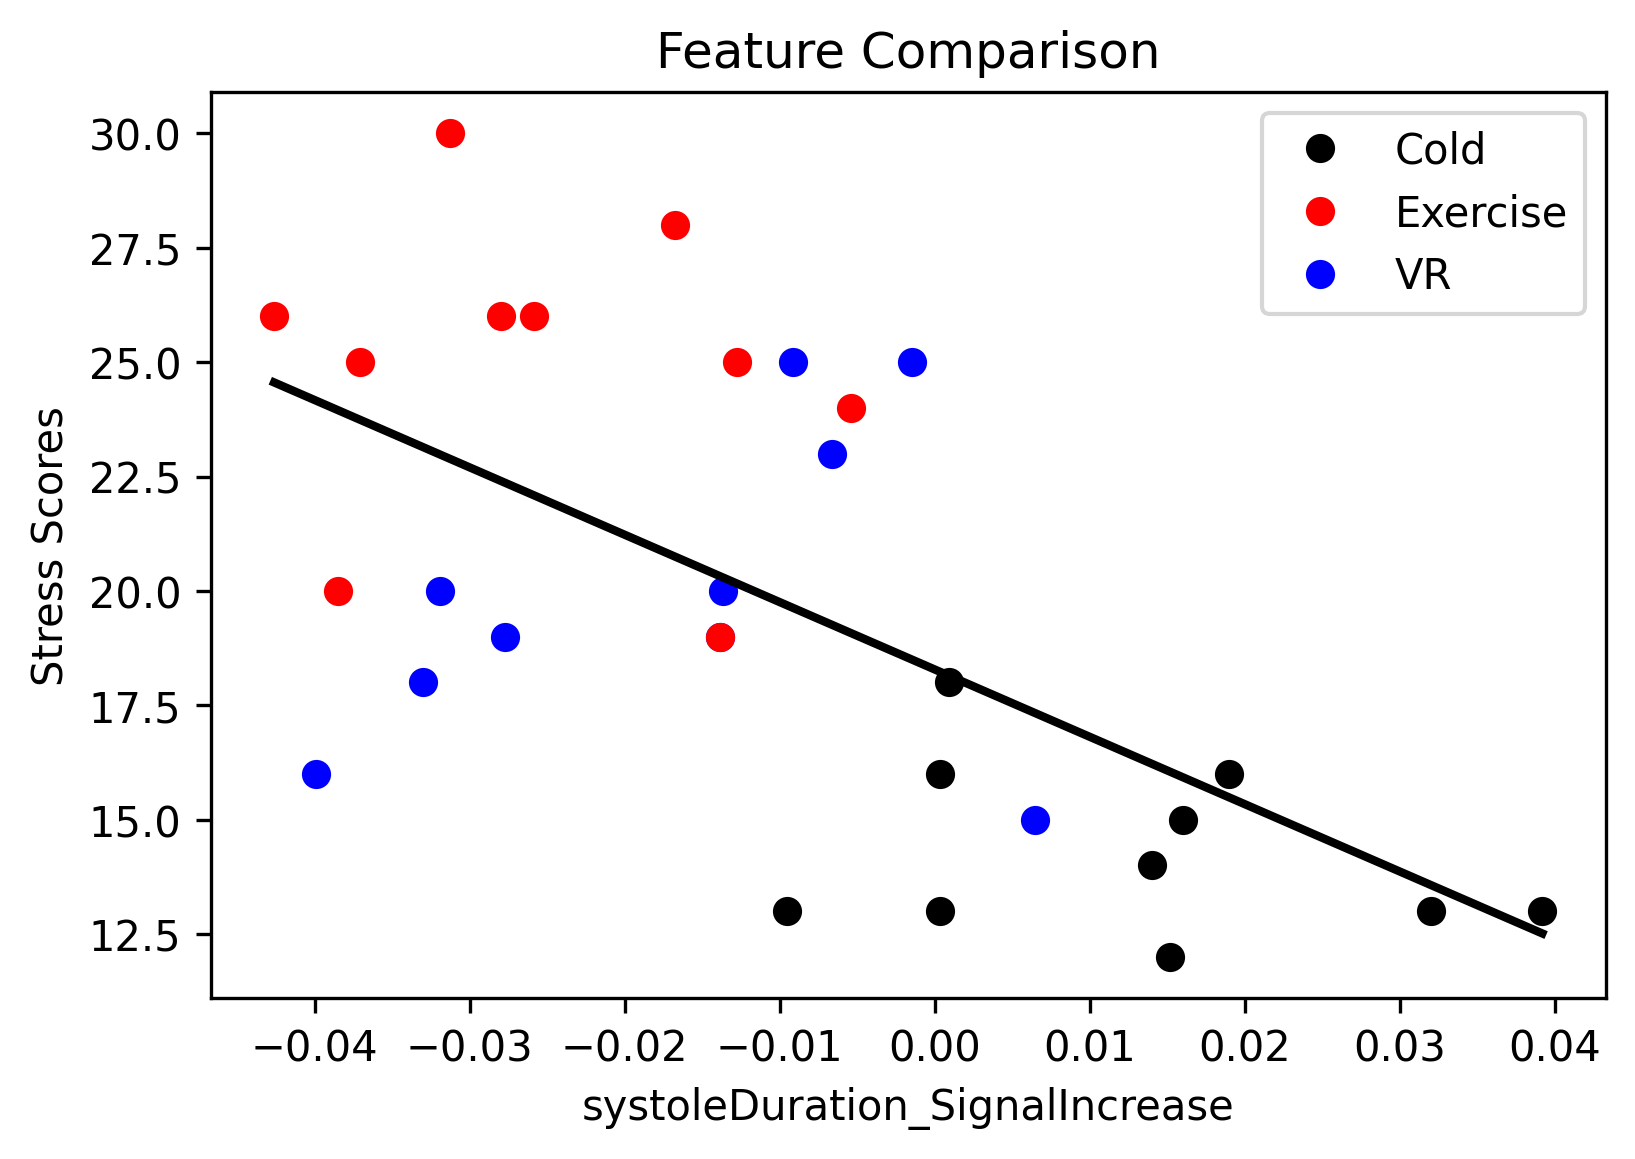 Feature Comparison
30.0
27.5
25.0
22.5
20.0
17.5
15.0
12.5
Stress Scores
Cold
Exercise
VR
−0.04 −0.03 −0.02 −0.01 0.00 0.01 0.02 0.03 0.04
systoleDuration_SignalIncrease